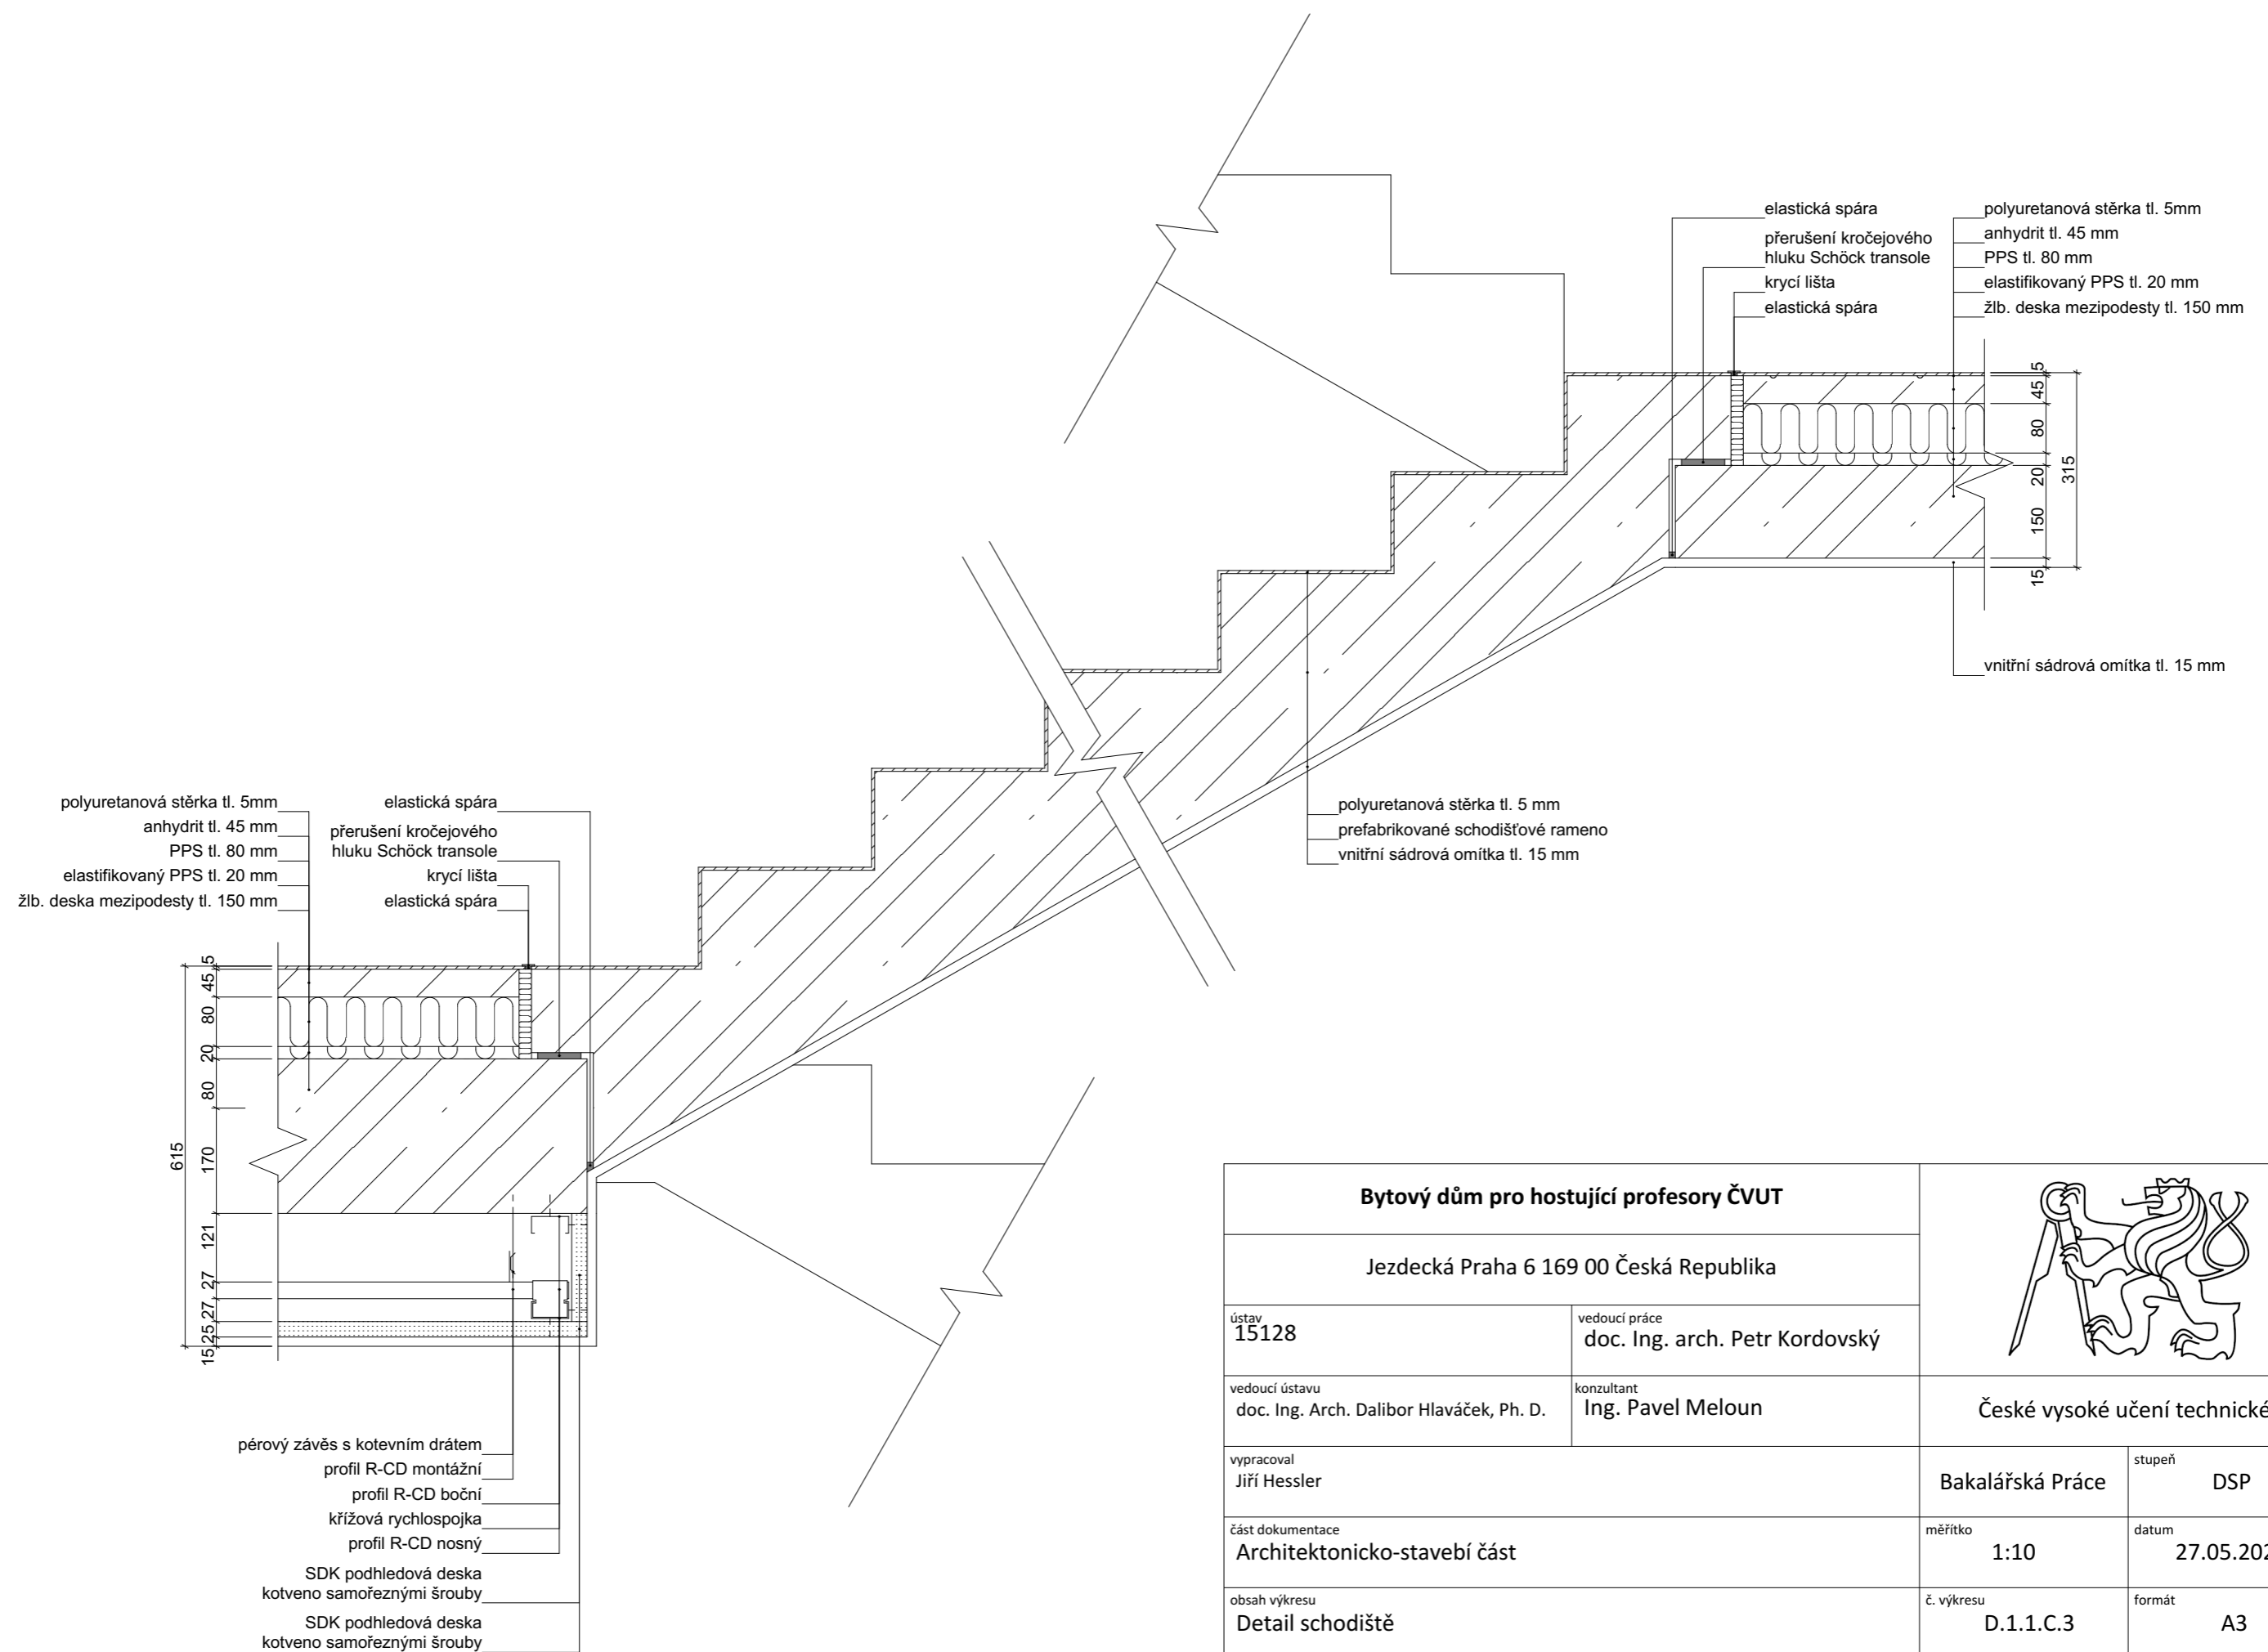 elastická spára
přerušení kročejového
hluku Schöck transole
krycí lišta
elastická spára
polyuretanová stěrka tl. 5mm
anhydrit tl. 45 mm
PPS tl. 80 mm
elastifikovaný PPS tl. 20 mm
žlb. deska mezipodesty tl. 150 mm
5
45
80
20
150
15
315
vnitřní sádrová omítka tl. 15 mm
polyuretanová stěrka tl. 5 mm
prefabrikované schodišťové rameno
vnitřní sádrová omítka tl. 15 mm
polyuretanová stěrka tl. 5mm
anhydrit tl. 45 mm
PPS tl. 80 mm
elastifikovaný PPS tl. 20 mm
žlb. deska mezipodesty tl. 150 mm
elastická spára
přerušení kročejového
hluku Schöck transole
krycí lišta
elastická spára
5
45
80
20
80
170
121
27
27
25
15
615
pérový závěs s kotevním drátem
profil R-CD montážní
profil R-CD boční
křížová rychlospojka
profil R-CD nosný
SDK podhledová deska
kotveno samořeznými šrouby
SDK podhledová deska
kotveno samořeznými šrouby
Bytový dům pro hostující profesory ČVUT
Jezdecká Praha 6 169 00 Česká Republika
ústav
15128
vedoucí práce
doc. Ing. arch. Petr Kordovský
vedoucí ústavu
doc. Ing. Arch. Dalibor Hlaváček, Ph. D.
konzultant
Ing. Pavel Meloun
České vysoké učení technické
vypracoval
Jiří Hessler
Bakalářská Práce
stupeň
DSP
část dokumentace
Architektonicko-stavebí část
měřítko
1:10
datum
27.05.202
obsah výkresu
Detail schodiště
č. výkresu
D.1.1.C.3
formát
A3